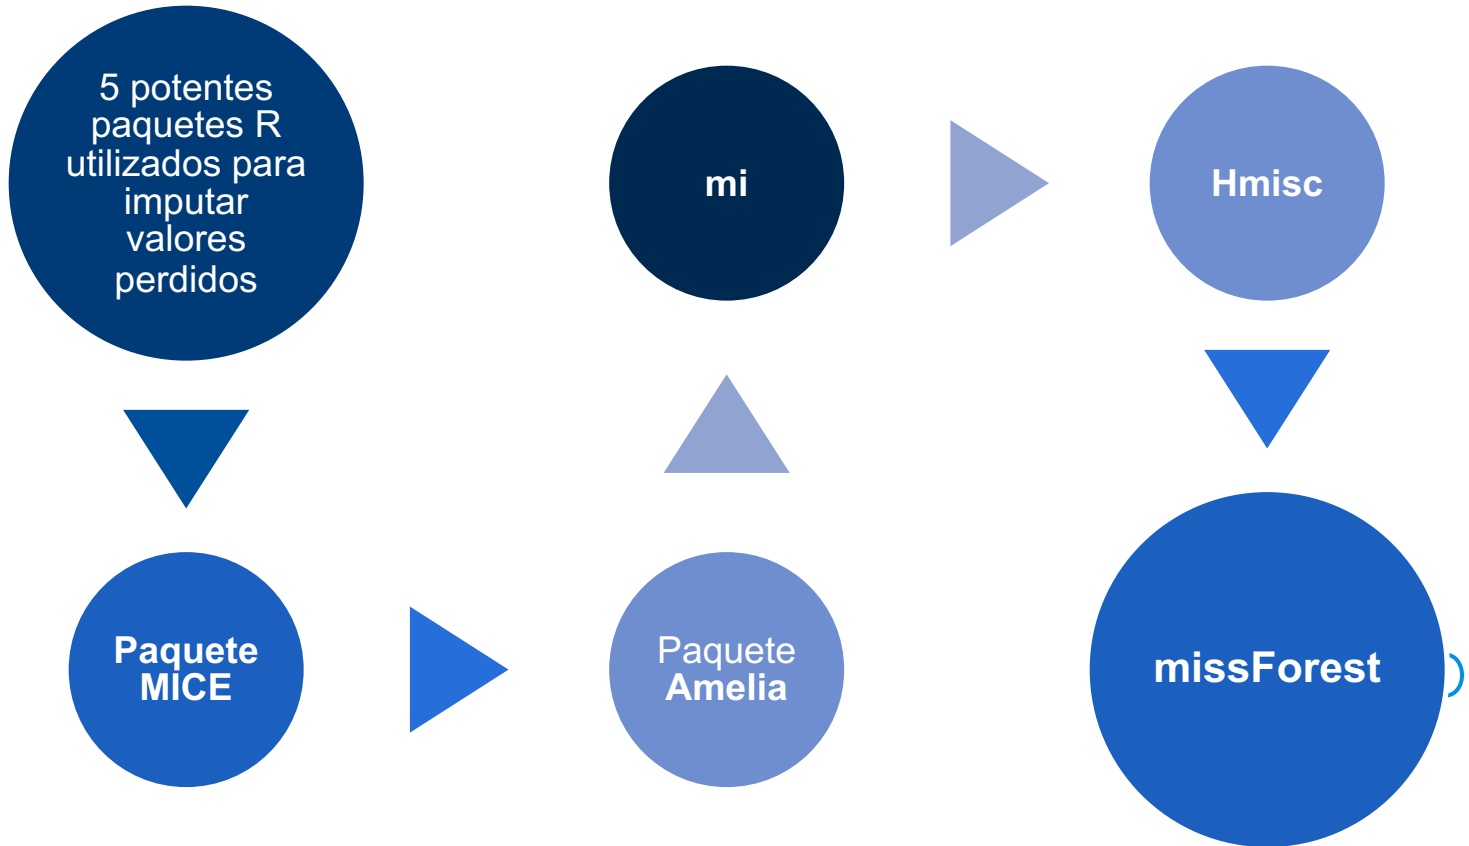 5 potentes
paquetes R
utilizados para
imputar
valores
perdidos
Paquete
MICE
Paquete
Amelia
mi
Hmisc
missForest